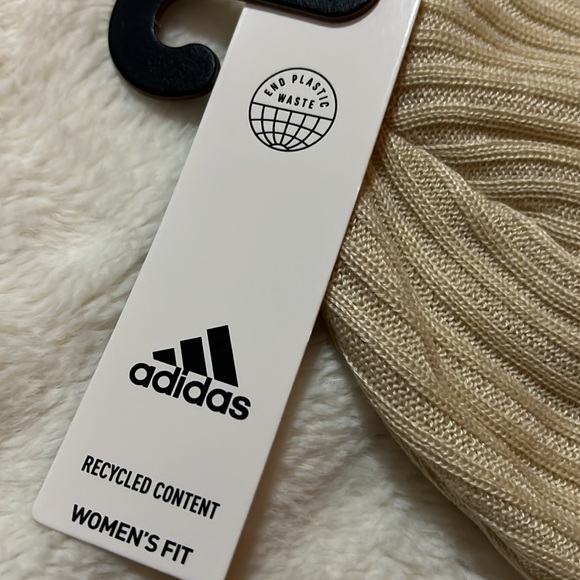 END PLASTIC
WASTE
adidas
RECYCLED CONTENT
WOMEN'S FIT